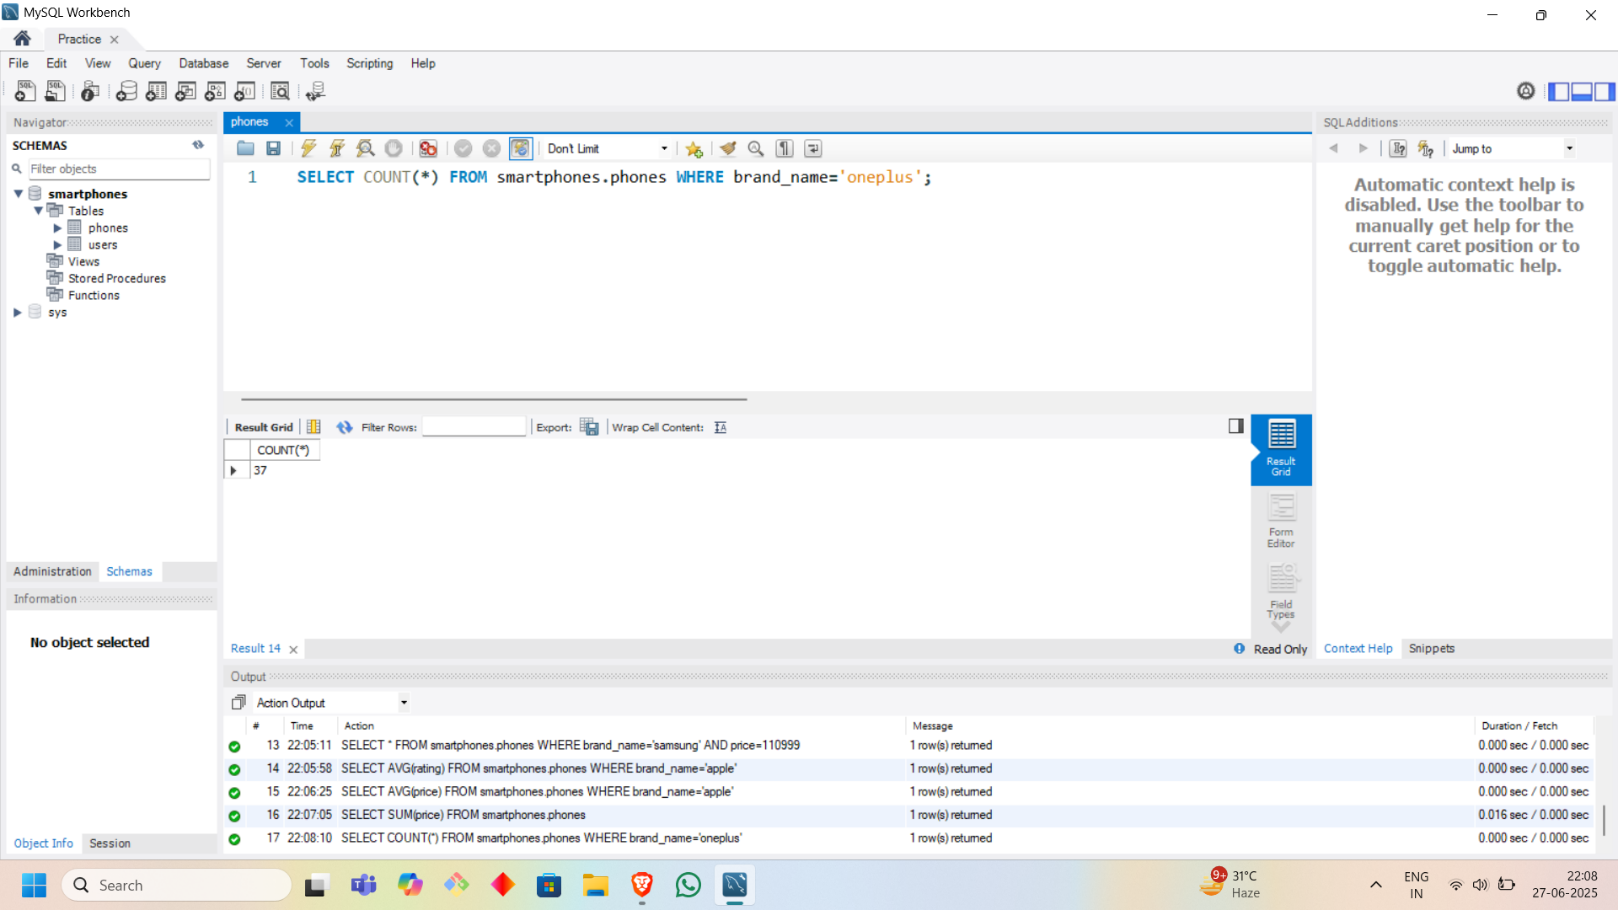 MySQL Workbench
Practice
File Edit View Query Database Server Tools Scripting Help
Navigator
SCHEMAS
Filter objects
smartphones
Tables
phones
users
Views
Stored Procedures
Functions
sys
Administration Schemas
Information
No object selected
Object Info Session
phones
Don't Limit
1 SELECT COUNT(*) FROM smartphones.phones WHERE brand_name='oneplus';
Result Grid Filter Rows: Export: Wrap Cell Content:
COUNT(*)
37
Result Grid
Form Editor
Field Types
Result 14
Read Only
SQLAdditions
Jump to
Automatic context help is
disabled. Use the toolbar to
manually get help for the
current caret position or to
toggle automatic help.
Context Help Snippets
Output
Action Output
# Time Action Message Duration / Fetch
13 22:05:11 SELECT * FROM smartphones.phones WHERE brand_name='samsung' AND price=110999 1 row(s) returned 0.000 sec / 0.000 sec
14 22:05:58 SELECT AVG(rating) FROM smartphones.phones WHERE brand_name='apple' 1 row(s) returned 0.000 sec / 0.000 sec
15 22:06:25 SELECT AVG(price) FROM smartphones.phones WHERE brand_name='apple' 1 row(s) returned 0.000 sec / 0.000 sec
16 22:07:05 SELECT SUM(price) FROM smartphones.phones 1 row(s) returned 0.016 sec / 0.000 sec
17 22:08:10 SELECT COUNT(*) FROM smartphones.phones WHERE brand_name='oneplus' 1 row(s) returned 0.000 sec / 0.000 sec
Search
9+
31°C
Haze
ENG
IN
22:08
27-06-2025